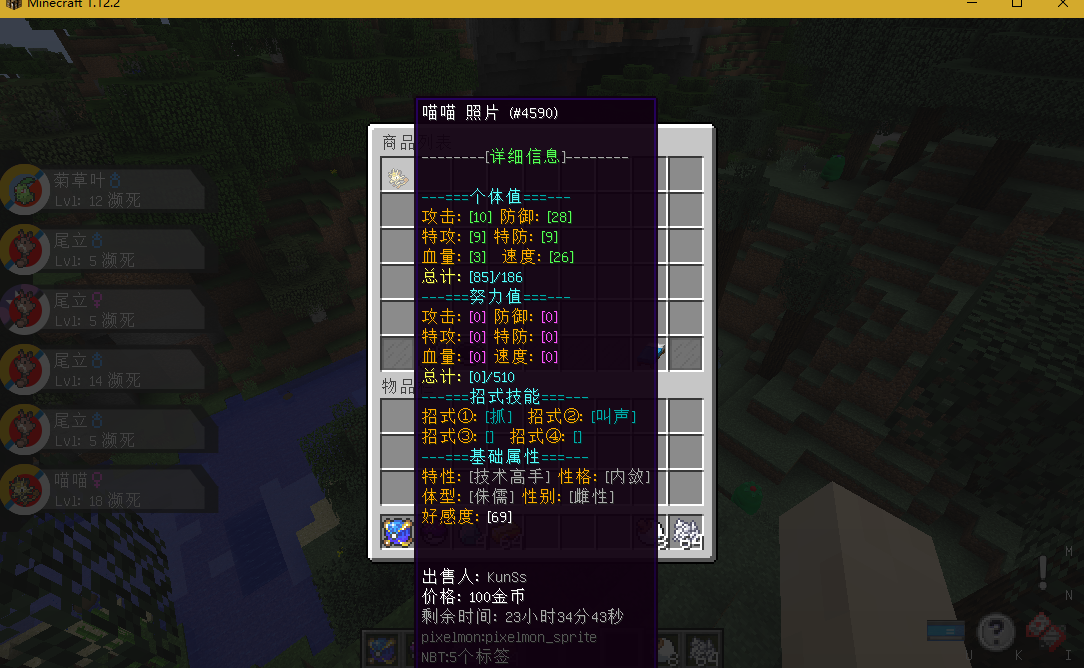 Minecraft 1.12.2
菊草叶♂
Lvl: 12 濒死
尾立♂
Lvl: 5 濒死
尾立♀
Lvl: 5 濒死
尾立♂
Lvl: 14 濒死
尾立♂
Lvl: 5 濒死
喵喵♀
Lvl: 18 濒死
商品列表
喵喵 照片 (#4590)
--------[详细信息]--------
---===个体值===---
攻击: [10] 防御: [28]
特攻: [9] 特防: [9]
血量: [3] 速度: [26]
总计: [85]/186
---===努力值===---
攻击: [0] 防御: [0]
特攻: [0] 特防: [0]
血量: [0] 速度: [0]
总计: [0]/510
---===招式技能===---
招式①: [抓] 招式②: [叫声]
招式③: [] 招式④: []
---===基础属性===---
特性: [技术高手] 性格: [内敛]
体型: [侏儒] 性别: [雌性]
好感度: [69]
出售人: KunSs
价格: 100金币
剩余时间: 23小时34分43秒
pixelmon:pixelmon_sprite
NBT:5个标签
物品
64
M
N
J
K
I